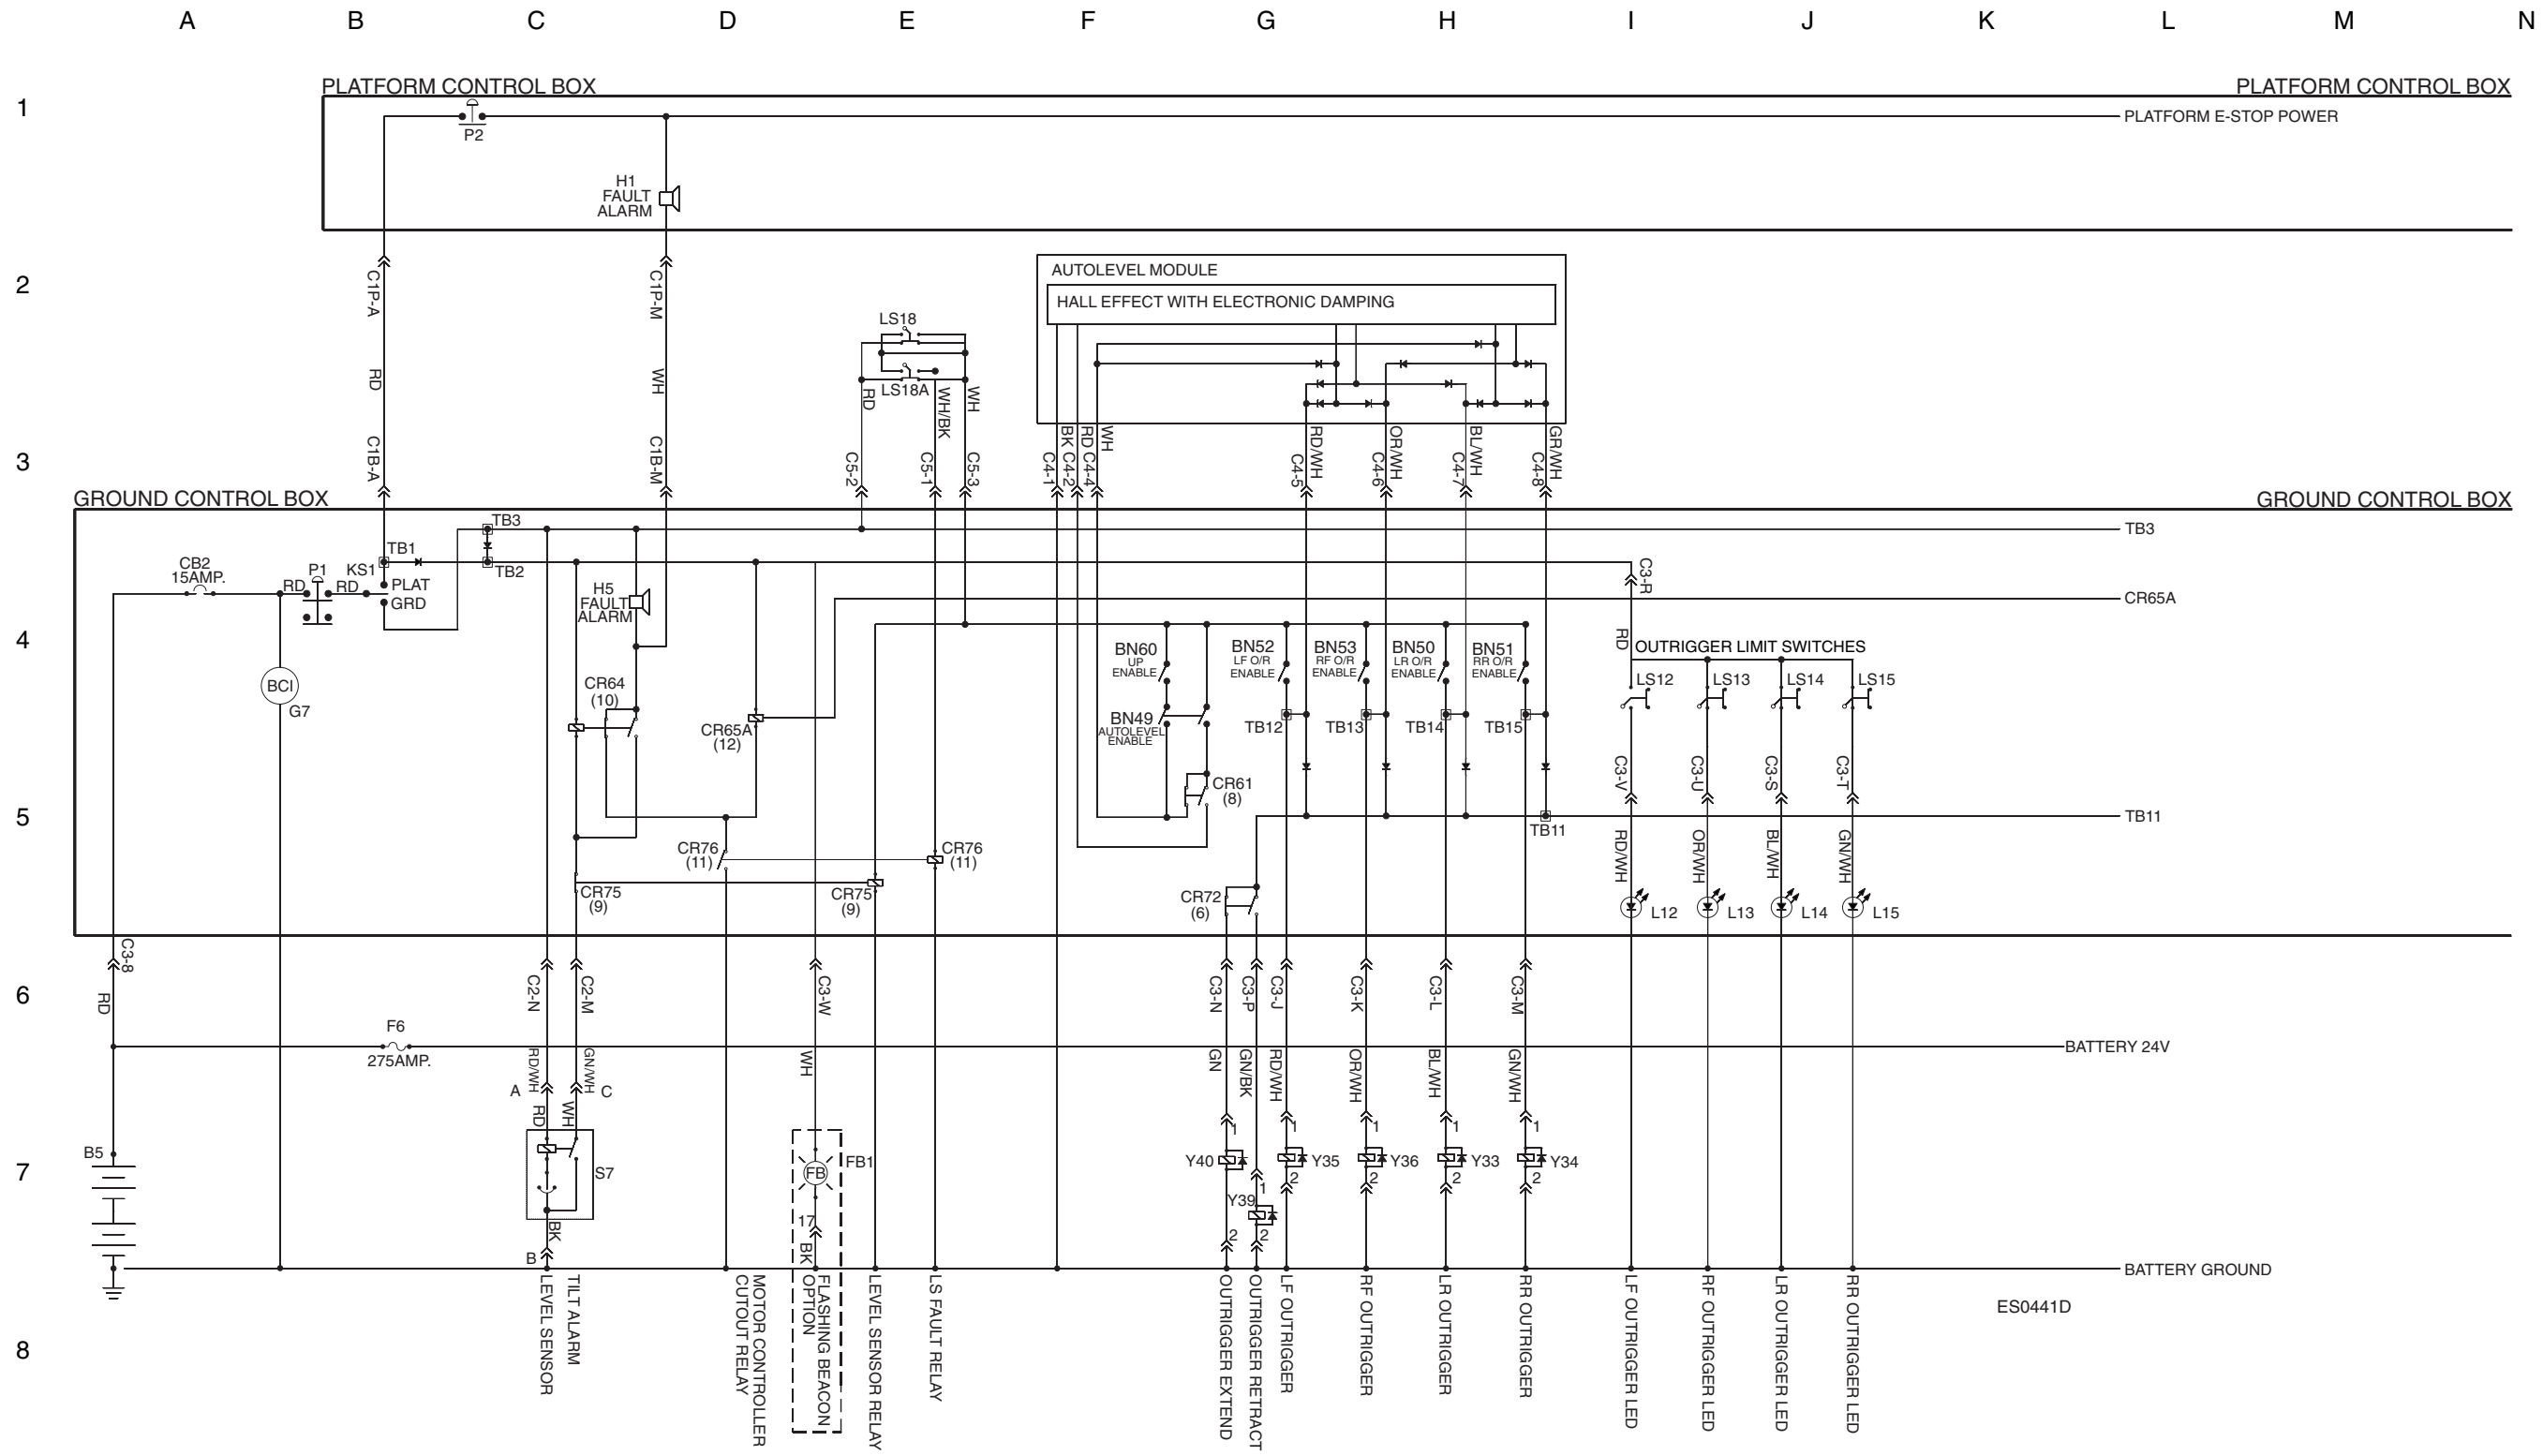 A B C D E F G H I J K L M N
1
PLATFORM CONTROL BOX
PLATFORM CONTROL BOX
P2
PLATFORM E-STOP POWER
H1
FAULT
ALARM
2
C1P-A
RD
C1B-A
C1P-M
WH
C1B-M
AUTOLEVEL MODULE
HALL EFFECT WITH ELECTRONIC DAMPING
LS18
LS18A
RD
WH/BK
WH
3
C5-2
C5-1
C5-3
BK
RD
WH
C4-1
C4-2
C4-4
RD/WH
C4-5
OR/WH
C4-6
BL/WH
C4-7
GR/WH
C4-8
GROUND CONTROL BOX
GROUND CONTROL BOX
TB3
TB3
TB1
TB2
CB2
15AMP.
P1
RD
RD
KS1
PLAT
GRD
H5
FAULT
ALARM
C3-R
CR65A
4
RD
OUTRIGGER LIMIT SWITCHES
BCI
G7
CR64
(10)
CR65A
(12)
BN60
UP
ENABLE
BN49
AUTOLEVEL
ENABLE
BN52
LF O/R
ENABLE
BN53
RF O/R
ENABLE
BN50
LR O/R
ENABLE
BN51
RR O/R
ENABLE
LS12
LS13
LS14
LS15
TB12
TB13
TB14
TB15
CR61
(8)
C3-V
C3-U
C3-S
C3-T
5
TB11
TB11
CR76
(11)
CR76
(11)
CR75
(9)
CR75
(9)
CR72
(6)
RD/WH
OR/WH
BL/WH
GN/WH
L12
L13
L14
L15
6
C3-8
RD
C2-N
C2-M
C3-W
C3-N
C3-P
C3-J
C3-K
C3-L
C3-M
F6
275AMP.
BATTERY 24V
RD/WH
GN/WH
WH
GN
GN/BK
RD/WH
OR/WH
BL/WH
GN/WH
A
C
RD
WH
7
B5
S7
BK
B
FB
FB1
17
BK
1
Y40
2
1
Y39
2
1
Y35
2
1
Y36
2
1
Y33
2
1
Y34
2
BATTERY GROUND
ES0441D
8
LEVEL SENSOR
TILT ALARM
MOTOR CONTROLLER
CUTOUT RELAY
FLASHING BEACON
OPTION
LEVEL SENSOR RELAY
LS FAULT RELAY
OUTRIGGER EXTEND
OUTRIGGER RETRACT
LF OUTRIGGER
RF OUTRIGGER
LR OUTRIGGER
RR OUTRIGGER
LF OUTRIGGER LED
RF OUTRIGGER LED
LR OUTRIGGER LED
RR OUTRIGGER LED